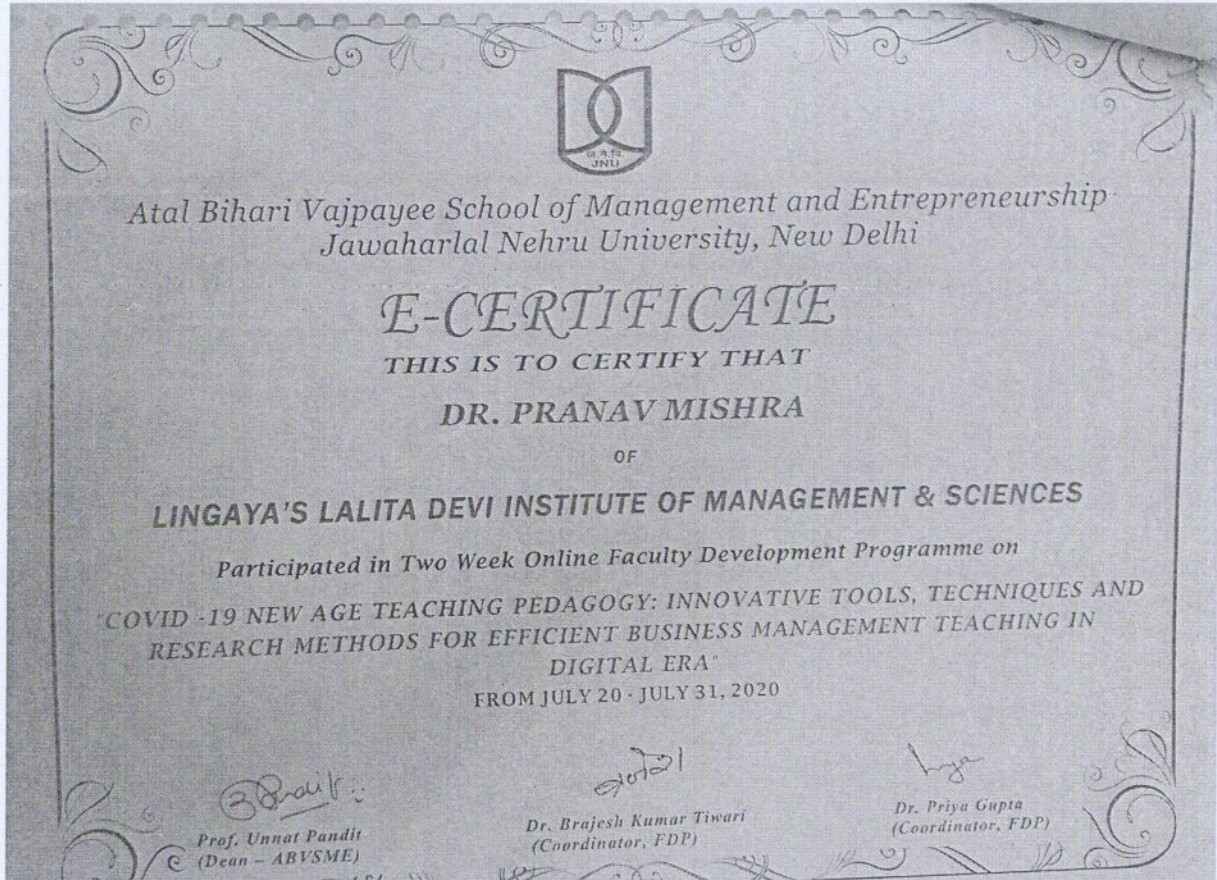 ज.ने.वि.
JNU
Atal Bihari Vajpayee School of Management and Entrepreneurship
Jawaharlal Nehru University, New Delhi
E-CERTIFICATE
THIS IS TO CERTIFY THAT
DR. PRANAV MISHRA
OF
LINGAYA'S LALITA DEVI INSTITUTE OF MANAGEMENT & SCIENCES
Participated in Two Week Online Faculty Development Programme on
"COVID -19 NEW AGE TEACHING PEDAGOGY: INNOVATIVE TOOLS, TECHNIQUES AND
RESEARCH METHODS FOR EFFICIENT BUSINESS MANAGEMENT TEACHING IN
DIGITAL ERA"
FROM JULY 20 - JULY 31, 2020
Prof. Unnat Pandit
(Dean – ABVSME)
Dr. Brajesh Kumar Tiwari
(Coordinator, FDP)
Dr. Priya Gupta
(Coordinator, FDP)